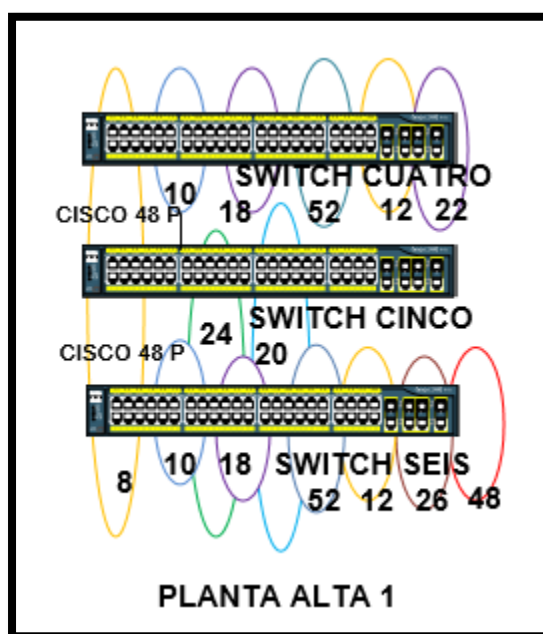 SWITCH CUATRO
10
18
52
12
22
CISCO 48 P
SWITCH CINCO
24
20
CISCO 48 P
SWITCH SEIS
8
10
18
52
12
26
48
PLANTA ALTA 1